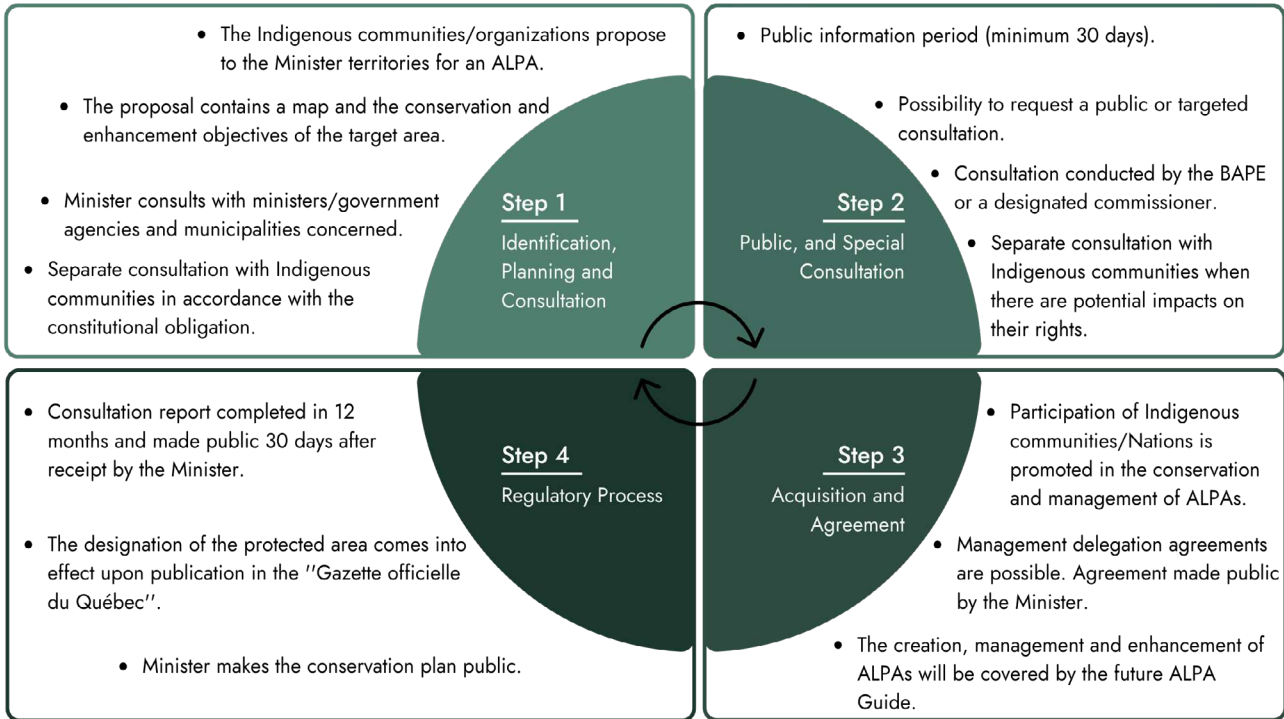 • The Indigenous communities/organizations propose
to the Minister territories for an ALPA.
• The proposal contains a map and the conservation and
enhancement objectives of the target area.
• Minister consults with ministers/government
agencies and municipalities concerned.
• Separate consultation with Indigenous
communities in accordance with the
constitutional obligation.
Step 1
Identification,
Planning and
Consultation
• Public information period (minimum 30 days).
• Possibility to request a public or targeted
consultation.
• Consultation conducted by the BAPE
or a designated commissioner.
• Separate consultation with
Indigenous communities when
there are potential impacts on
their rights.
Step 2
Public, and Special
Consultation
Step 3
Acquisition and
Agreement
• Participation of Indigenous
communities/Nations is
promoted in the conservation
and management of ALPAs.
• Management delegation agreements
are possible. Agreement made public
by the Minister.
• The creation, management and enhancement of
ALPAs will be covered by the future ALPA
Guide.
Step 4
Regulatory Process
• Consultation report completed in 12
months and made public 30 days after
receipt by the Minister.
• The designation of the protected area comes into
effect upon publication in the ''Gazette officielle
du Québec''.
• Minister makes the conservation plan public.